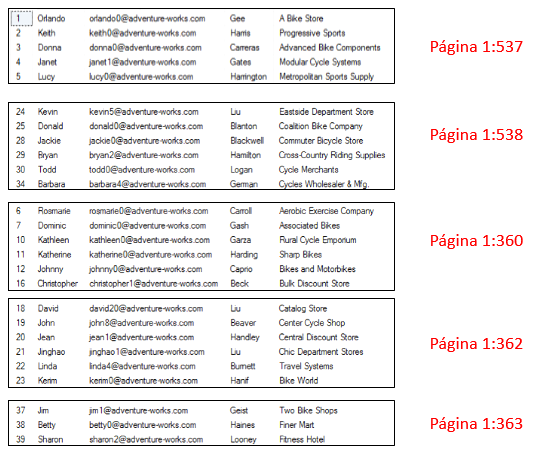 1 Orlando orlando0@adventure-works.com Gee A Bike Store
2 Keith keith0@adventure-works.com Harris Progressive Sports
3 Donna donna0@adventure-works.com Carreras Advanced Bike Components
4 Janet janet1@adventure-works.com Gates Modular Cycle Systems
5 Lucy lucy0@adventure-works.com Harrington Metropolitan Sports Supply
Página 1:537
24 Kevin kevin5@adventure-works.com Liu Eastside Department Store
25 Donald donald0@adventure-works.com Blanton Coalition Bike Company
28 Jackie jackie0@adventure-works.com Blackwell Commuter Bicycle Store
29 Bryan bryan2@adventure-works.com Hamilton Cross-Country Riding Supplies
30 Todd todd0@adventure-works.com Logan Cycle Merchants
34 Barbara barbara4@adventure-works.com German Cycles Wholesaler & Mfg.
Página 1:538
6 Rosmarie rosmarie0@adventure-works.com Carroll Aerobic Exercise Company
7 Dominic dominic0@adventure-works.com Gash Associated Bikes
10 Kathleen kathleen0@adventure-works.com Garza Rural Cycle Emporium
11 Katherine katherine0@adventure-works.com Harding Sharp Bikes
12 Johnny johnny0@adventure-works.com Caprio Bikes and Motorbikes
16 Christopher christopher1@adventure-works.com Beck Bulk Discount Store
Página 1:360
18 David david20@adventure-works.com Liu Catalog Store
19 John john8@adventure-works.com Beaver Center Cycle Shop
20 Jean jean1@adventure-works.com Handley Central Discount Store
21 Jinghao jinghao1@adventure-works.com Liu Chic Department Stores
22 Linda linda4@adventure-works.com Burnett Travel Systems
23 Kerim kerim0@adventure-works.com Hanif Bike World
Página 1:362
37 Jim jim1@adventure-works.com Geist Two Bike Shops
38 Betty betty0@adventure-works.com Haines Finer Mart
39 Sharon sharon2@adventure-works.com Looney Fitness Hotel
Página 1:363